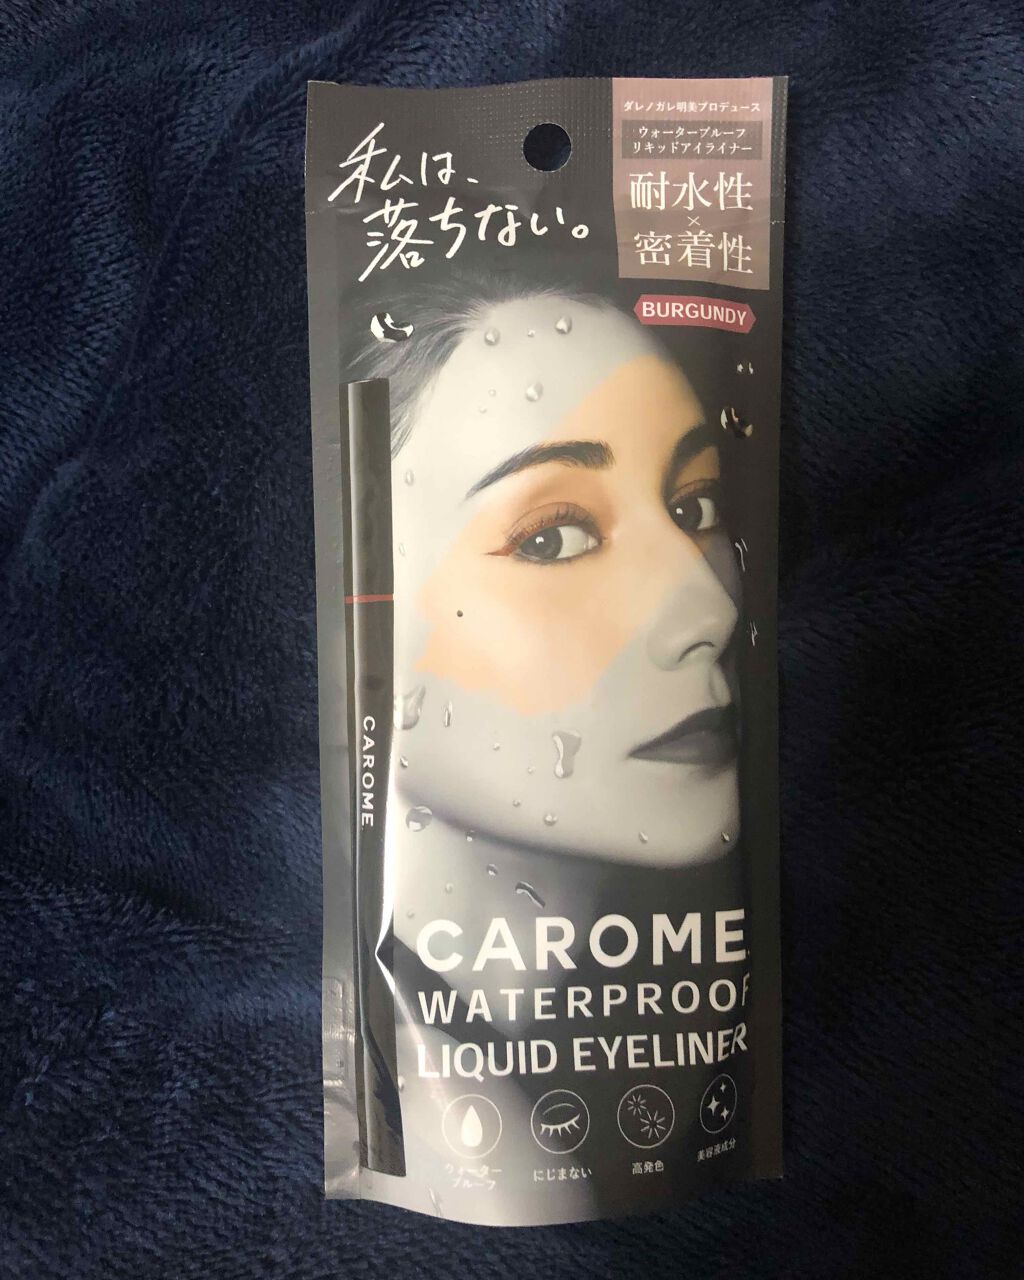 私は、
落ちない。
ダレノガレ明美プロデュース
ウォータープルーフ
リキッドアイライナー
耐水性
×
密着性
BURGUNDY
CAROME
CAROME.
WATERPROOF
LIQUID EYELINER
ウォーター
プルーフ
にじまない
高発色
美容液成分